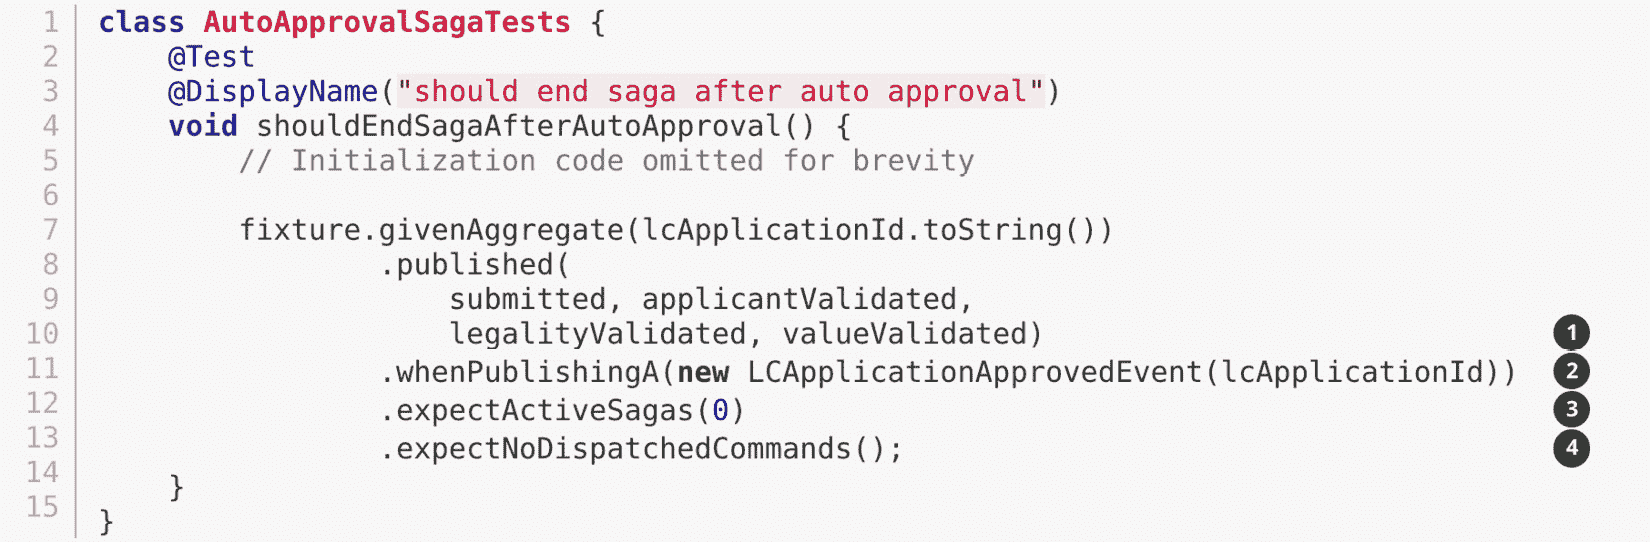 1 class AutoApprovalSagaTests {
2 @Test
3 @DisplayName("should end saga after auto approval")
4 void shouldEndSagaAfterAutoApproval() {
5 // Initialization code omitted for brevity
6
7 fixture.givenAggregate(lcApplicationId.toString())
8 .published(
9 submitted, applicantValidated,
10 legalityValidated, valueValidated) 1
11 .whenPublishingA(new LCApplicationApprovedEvent(lcApplicationId)) 2
12 .expectActiveSagas(0) 3
13 .expectNoDispatchedCommands(); 4
14 }
15 }